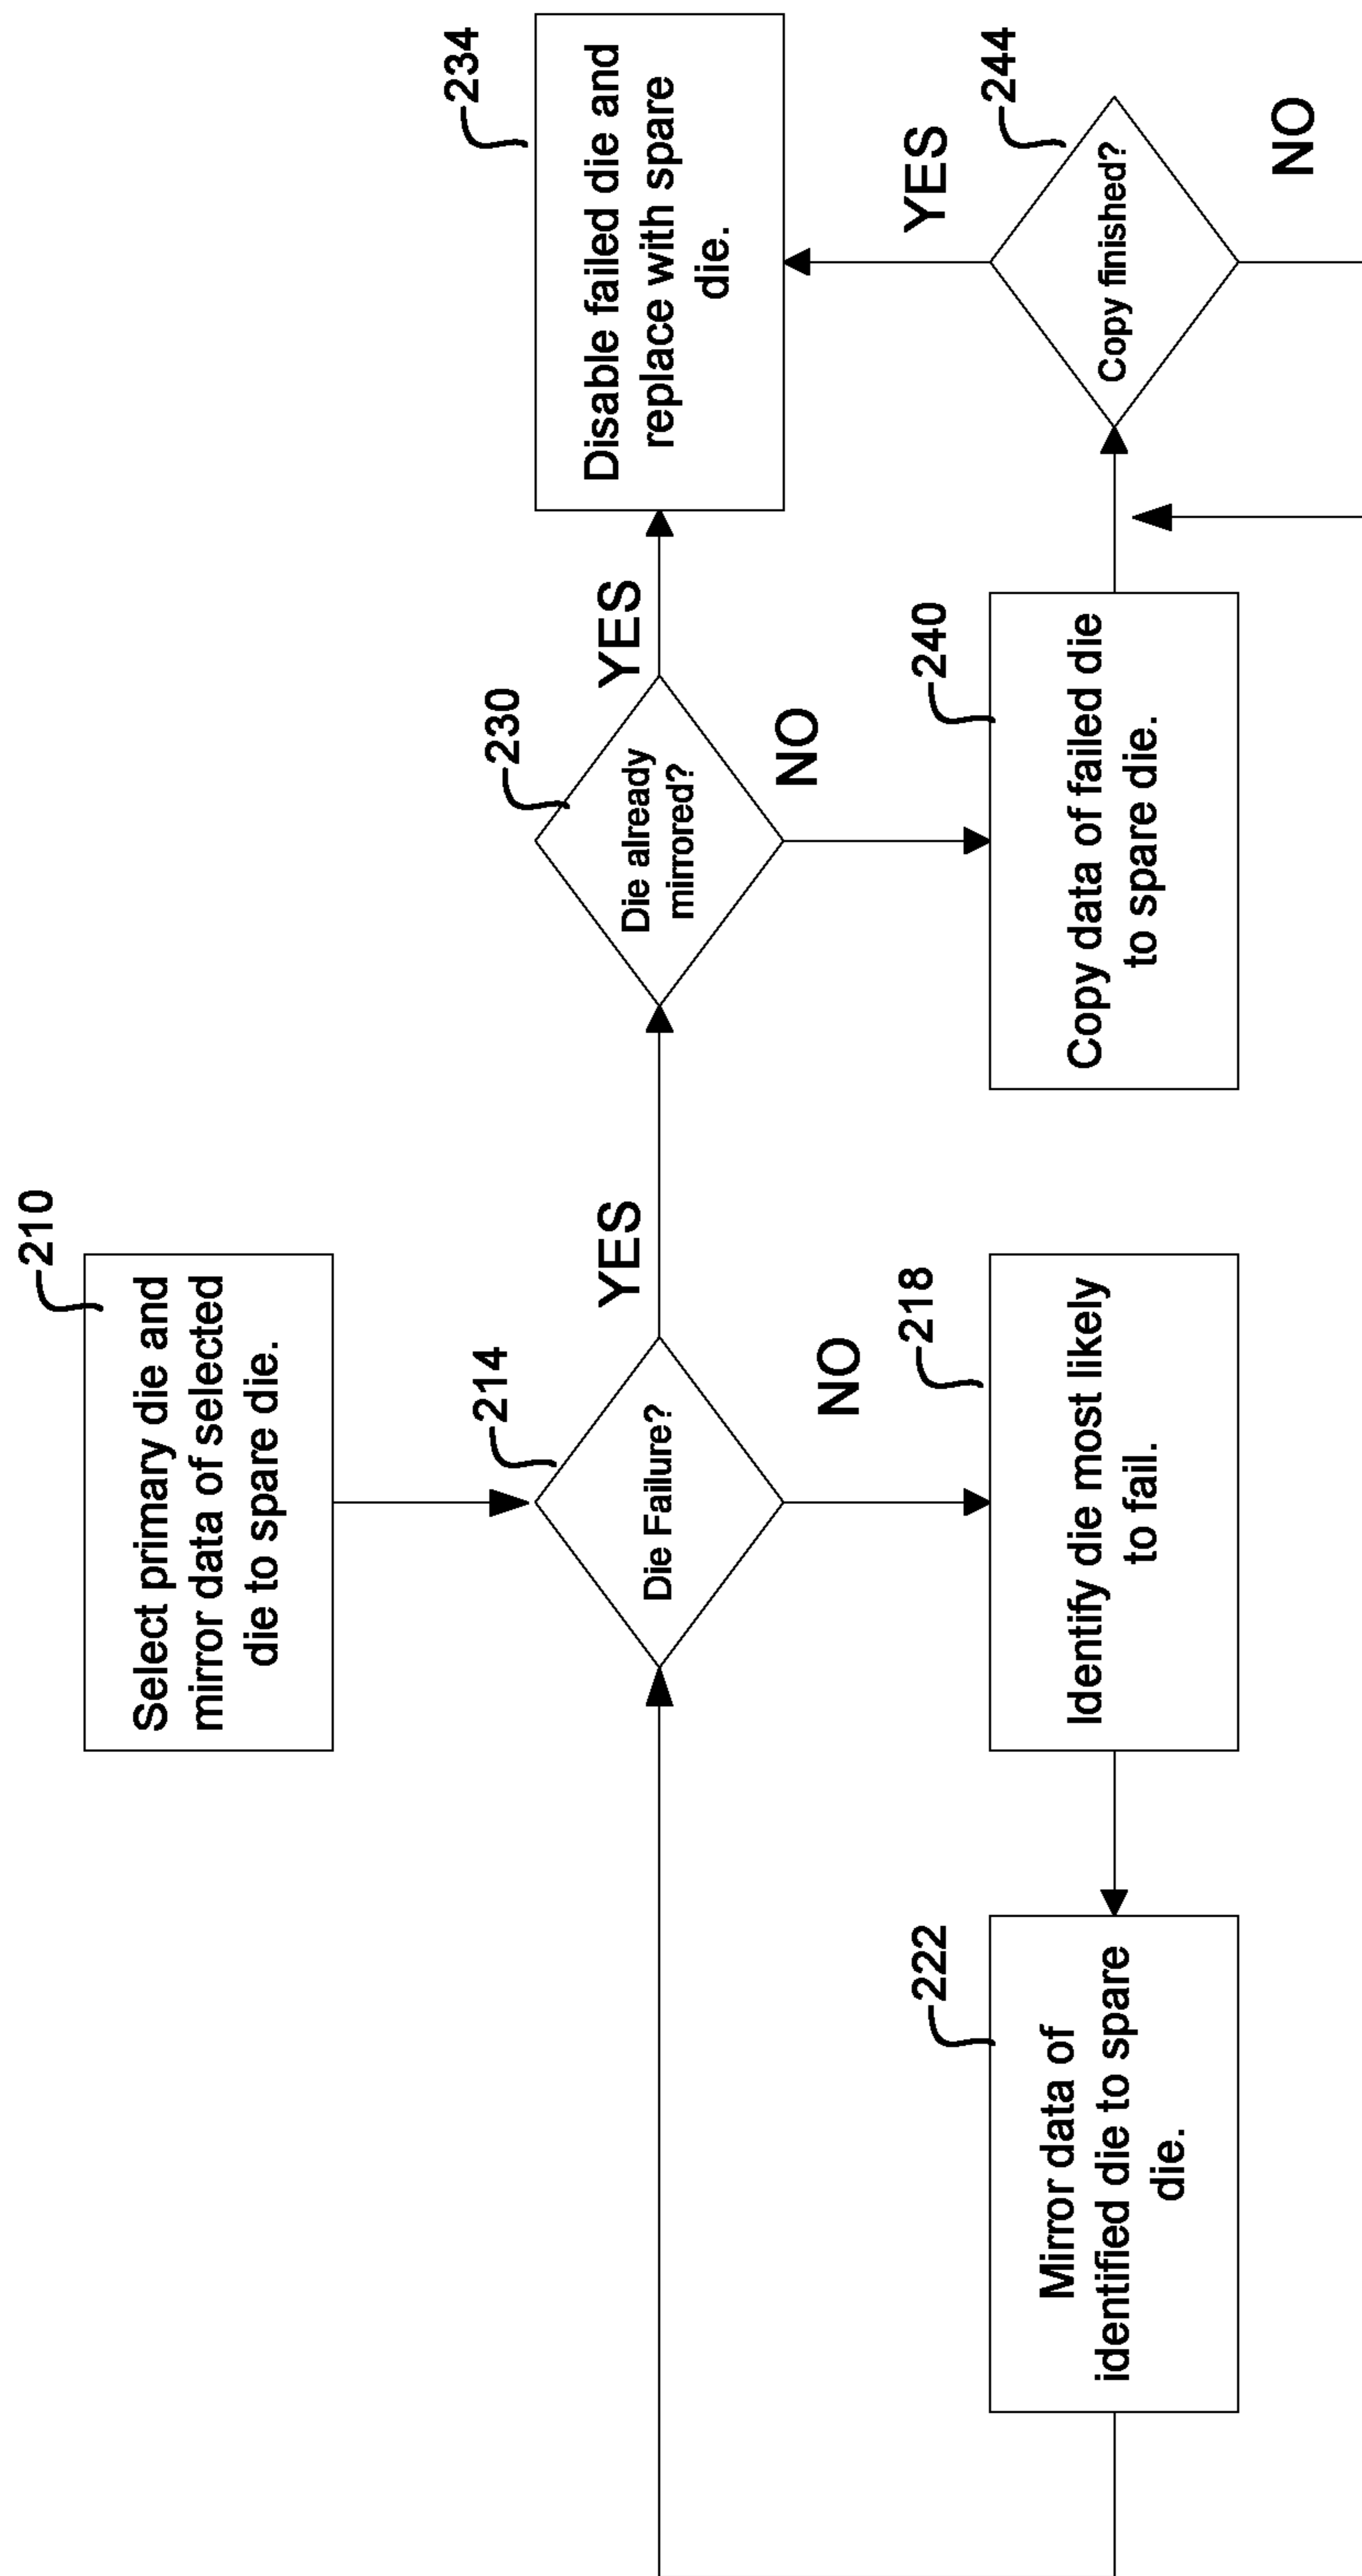 210
Select primary die and
mirror data of selected
die to spare die.
214
Die Failure?
YES
NO
218
Identify die most likely
to fail.
222
Mirror data of
identified die to spare
die.
230
Die already
mirrored?
YES
NO
234
Disable failed die and
replace with spare
die.
240
Copy data of failed die
to spare die.
244
Copy finished?
YES
NO